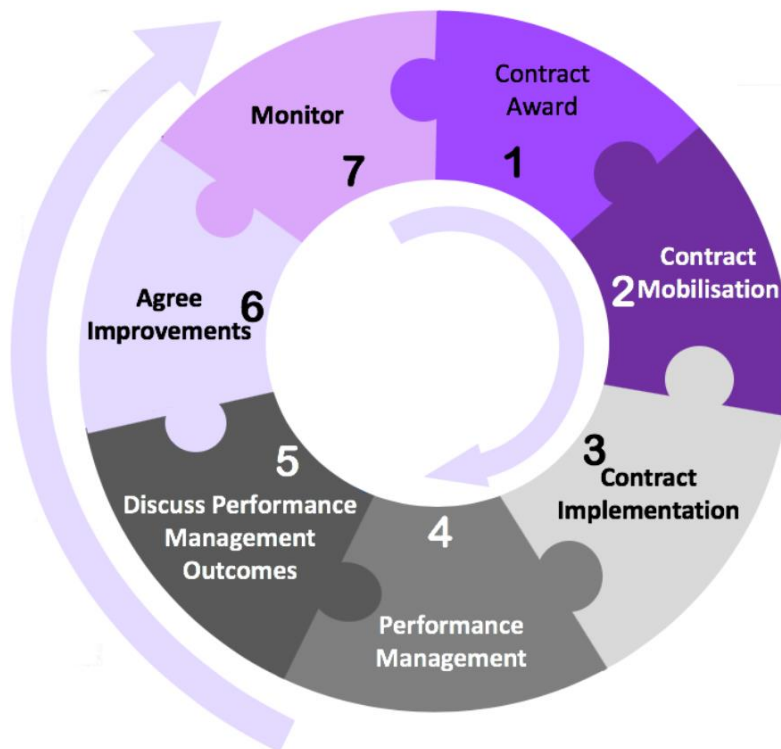 Contract
Award
1
Contract
Mobilisation
2
3
Contract
Implementation
4
Performance
Management
5
Discuss Performance
Management
Outcomes
Agree
Improvements
6
Monitor
7